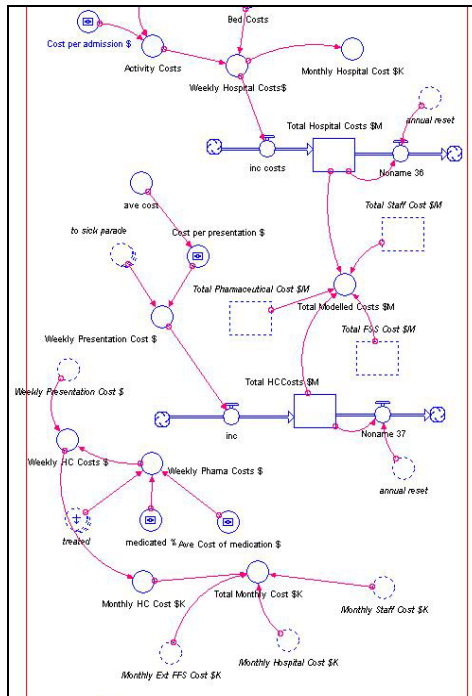 Bed Costs
Cost per admission $
Activity Costs
Monthly Hospital Cost $K
Weekly Hospital Costs$
annual reset
Total Hospital Costs $M
inc costs
Noname 36
ave cost
Total Staff Cost $M
to sick parade
Cost per presentation $
Total Pharmaceutical Cost $M
Total Modelled Costs $M
Total FSS Cost $M
Weekly Presentation Cost $
Total HCCosts $M
Weekly Presentation Cost $
inc
Noname 37
Weekly HC Costs $
Weekly Phama Costs $
annual reset
treated
medicated %
Ave Cost of medication $
Monthly HC Cost $K
Total Monthly Cost $K
Monthly Staff Cost $K
Monthly Hospital Cost $K
Monthly Ext FFS Cost $K